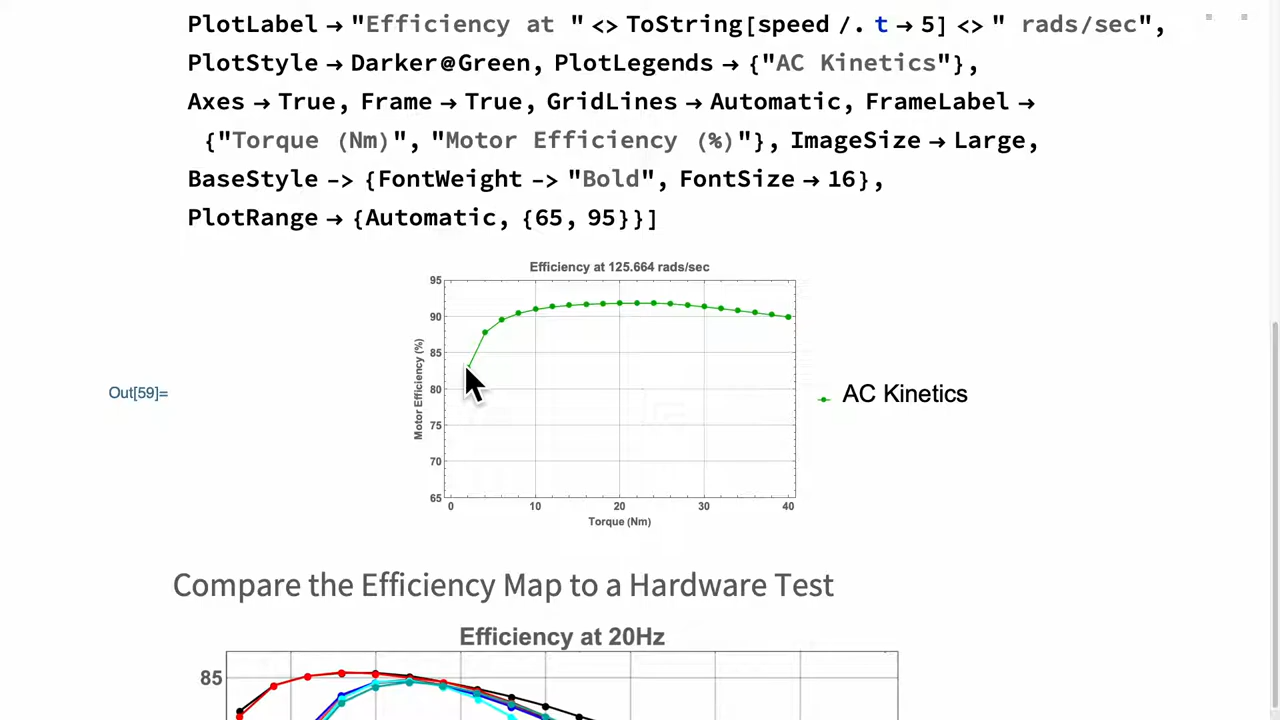 PlotLabel → "Efficiency at " <> ToString[speed /. t → 5] <> " rads/sec",
PlotStyle → Darker@Green, PlotLegends → {"AC Kinetics"},
Axes → True, Frame → True, GridLines → Automatic, FrameLabel →
{"Torque (Nm)", "Motor Efficiency (%)"}, ImageSize → Large,
BaseStyle -> {FontWeight -> "Bold", FontSize → 16},
PlotRange → {Automatic, {65, 95}}]
Efficiency at 125.664 rads/sec
95
90
85
80
75
70
65
Motor Efficiency (%)
0 10 20 30 40
Torque (Nm)
Out[59]=
AC Kinetics
Compare the Efficiency Map to a Hardware Test
Efficiency at 20Hz
85